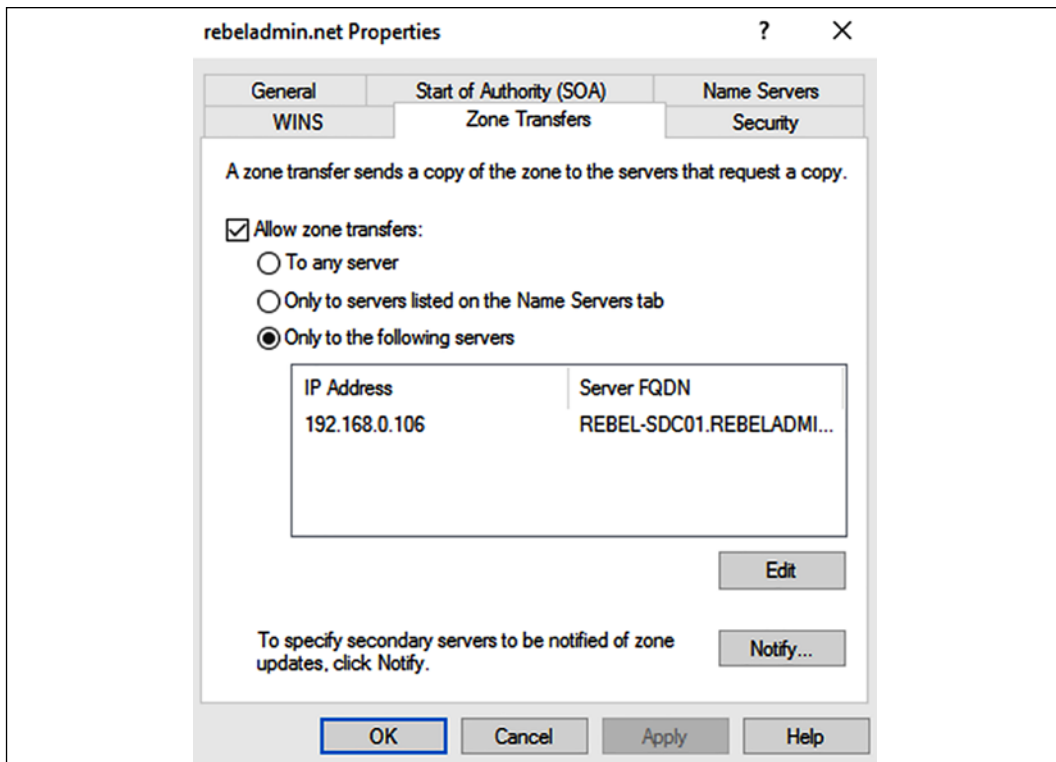 rebeladmin.net Properties ? X
General Start of Authority (SOA) Name Servers
WINS Zone Transfers Security
A zone transfer sends a copy of the zone to the servers that request a copy.
Allow zone transfers:
To any server
Only to servers listed on the Name Servers tab
Only to the following servers
IP Address Server FQDN
192.168.0.106 REBEL-SDC01.REBELADMI...
Edit
To specify secondary servers to be notified of zone
updates, click Notify.
Notify...
OK Cancel Apply Help